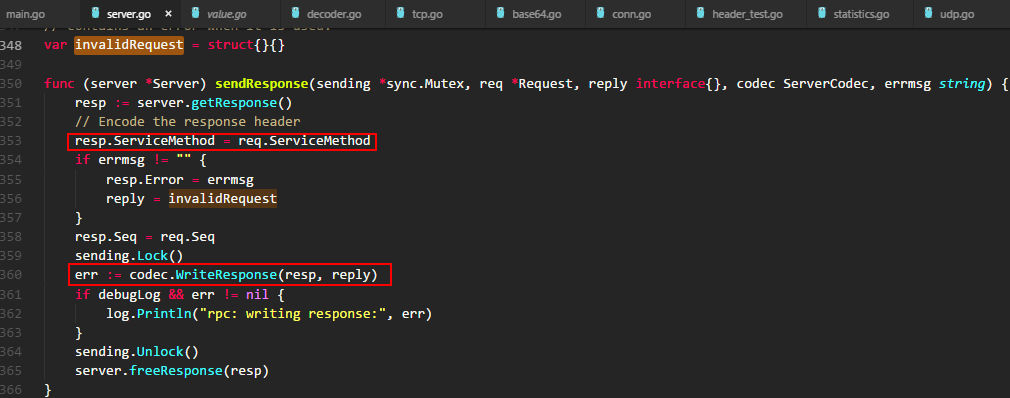 main.go server.go × value.go decoder.go tcp.go base64.go conn.go header_test.go statistics.go udp.go
348 var invalidRequest = struct{}{}
349
350 func (server *Server) sendResponse(sending *sync.Mutex, req *Request, reply interface{}, codec ServerCodec, errmsg string) {
351 resp := server.getResponse()
352 // Encode the response header
353 resp.ServiceMethod = req.ServiceMethod
354 if errmsg != "" {
355 resp.Error = errmsg
356 reply = invalidRequest
357 }
358 resp.Seq = req.Seq
359 sending.Lock()
360 err := codec.WriteResponse(resp, reply)
361 if debugLog && err != nil {
362 log.Println("rpc: writing response:", err)
363 }
364 sending.Unlock()
365 server.freeResponse(resp)
366 }